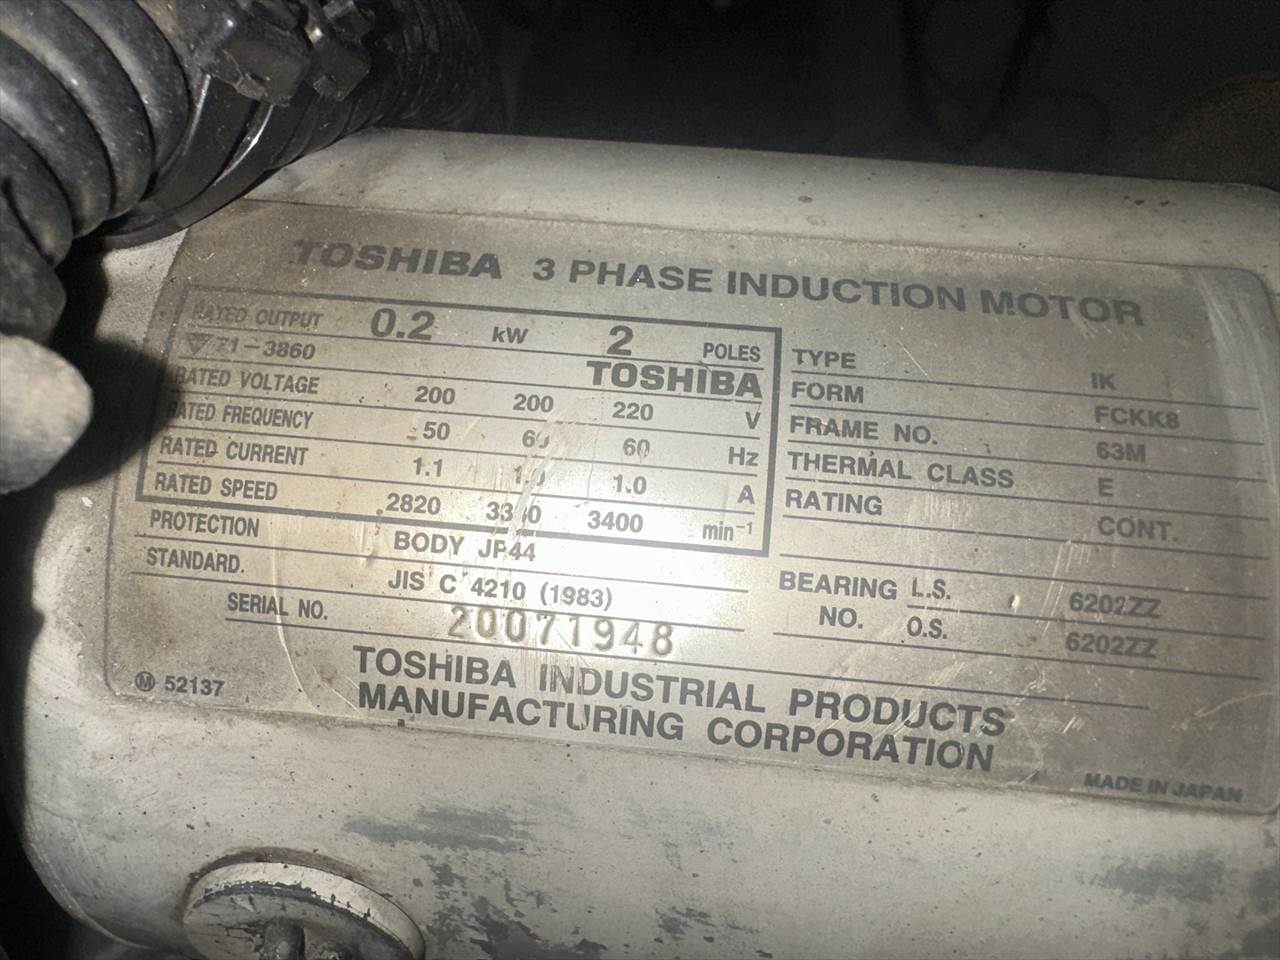 TOSHIBA 3 PHASE INDUCTION MOTOR
RATED OUTPUT 0.2 kW 2 POLES
71-3860 TOSHIBA
RATED VOLTAGE 200 200 220 V
RATED FREQUENCY 50 60 60 Hz
RATED CURRENT 1.1 1.0 A
RATED SPEED 2820 3400 min⁻¹
PROTECTION BODY JP44
STANDARD. JIS C 4210 (1983)
SERIAL NO. 20071948
TYPE IK
FORM FCKK8
FRAME NO. 63M
THERMAL CLASS E
RATING CONT.
BEARING L.S. 6202ZZ
NO. O.S. 6202ZZ
Ⓜ 52137
TOSHIBA INDUSTRIAL PRODUCTS
MANUFACTURING CORPORATION
MADE IN JAPAN